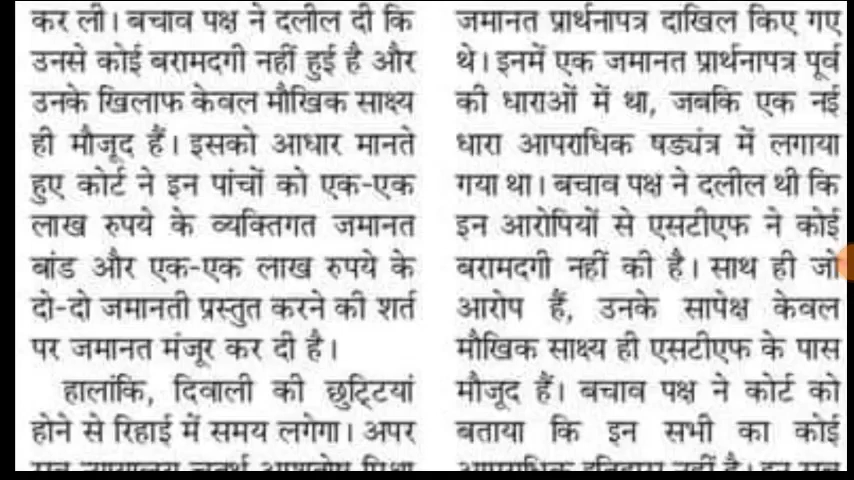 कर ली। बचाव पक्ष ने दलील दी कि
उनसे कोई बरामदगी नहीं हुई है और
उनके खिलाफ केवल मौखिक साक्ष्य
ही मौजूद हैं। इसको आधार मानते
हुए कोर्ट ने इन पांचों को एक-एक
लाख रुपये के व्यक्तिगत जमानत
बांड और एक-एक लाख रुपये के
दो-दो जमानती प्रस्तुत करने की शर्त
पर जमानत मंजूर कर दी है।
हालांकि, दिवाली की छुट्टियां
होने से रिहाई में समय लगेगा। अपर
जमानत प्रार्थनापत्र दाखिल किए गए
थे। इनमें एक जमानत प्रार्थनापत्र पूर्व
की धाराओं में था, जबकि एक नई
धारा आपराधिक षड्यंत्र में लगाया
गया था। बचाव पक्ष ने दलील थी कि
इन आरोपियों से एसटीएफ ने कोई
बरामदगी नहीं की है। साथ ही जो
आरोप हैं, उनके सापेक्ष केवल
मौखिक साक्ष्य ही एसटीएफ के पास
मौजूद हैं। बचाव पक्ष ने कोर्ट को
बताया कि इन सभी का कोई